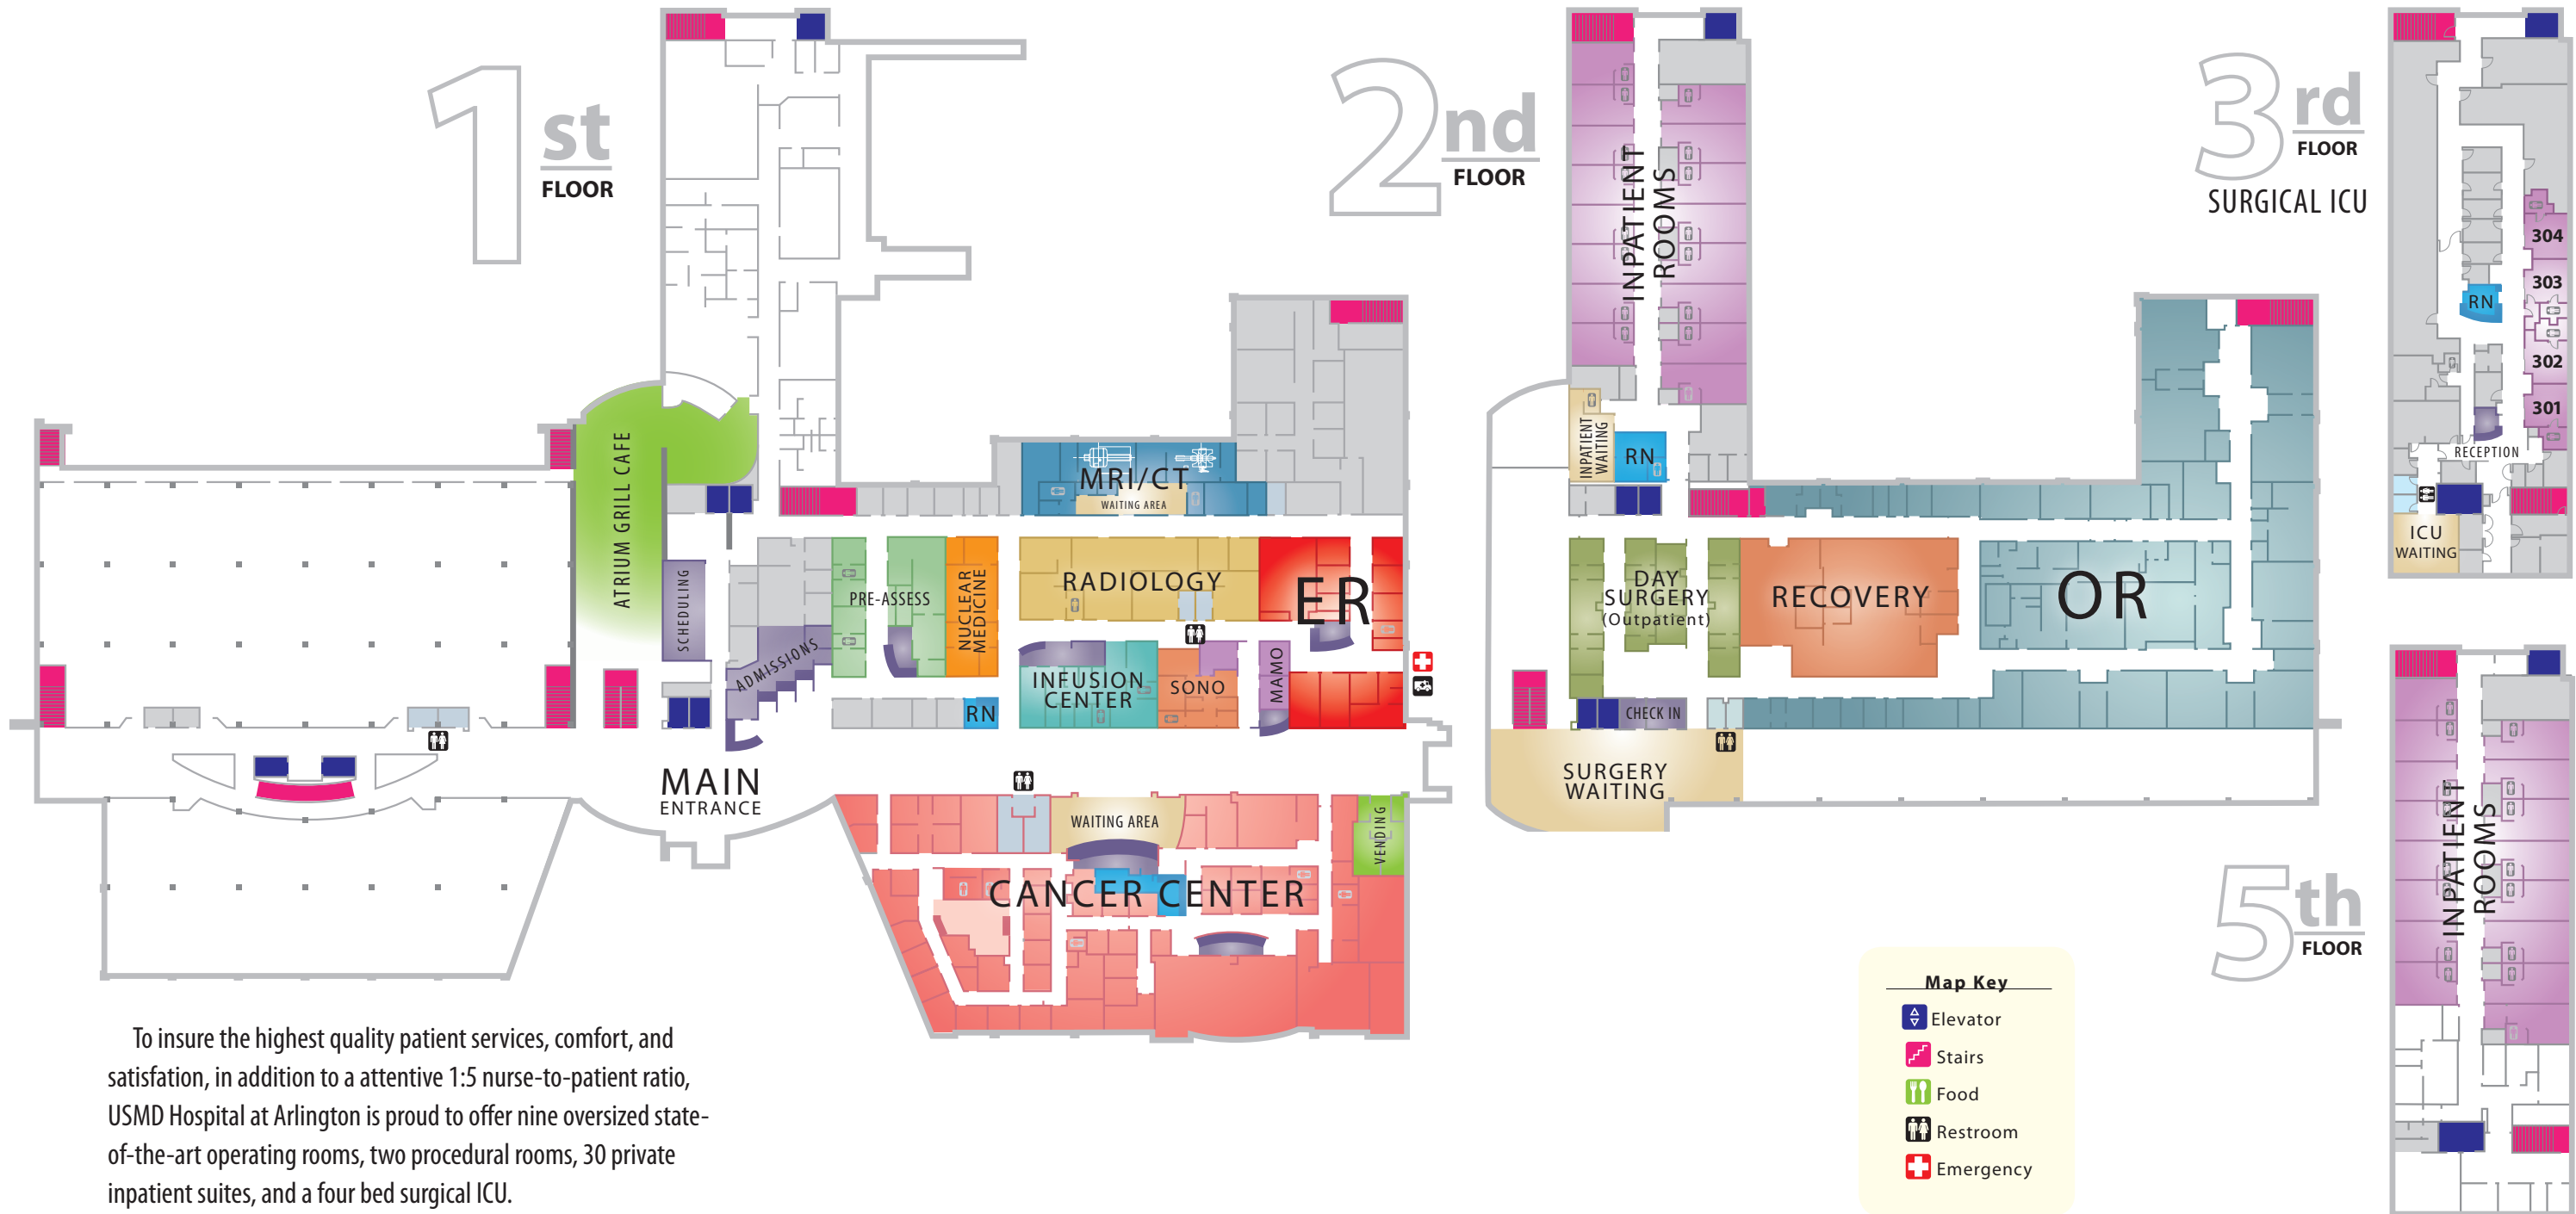 1st
FLOOR
ATRIUM GRILL CAFE
SCHEDULING
ADMISSIONS
PRE-ASSESS
NUCLEAR
MEDICINE
MRI/CT
WAITING AREA
RADIOLOGY
ER
INFUSION
CENTER
SONO
MAMO
RN
MAIN
ENTRANCE
WAITING AREA
VENDING
CANCER CENTER
2nd
FLOOR
INPATIENT
ROOMS
INPATIENT
WAITING
RN
DAY
SURGERY
(Outpatient)
RECOVERY
OR
CHECK IN
SURGERY
WAITING
3rd
FLOOR
SURGICAL ICU
304
303
RN
302
301
RECEPTION
ICU
WAITING
5th
FLOOR
INPATIENT
ROOMS
Map Key
Elevator
Stairs
Food
Restroom
Emergency
To insure the highest quality patient services, comfort, and
satisfaction, in addition to a attentive 1:5 nurse-to-patient ratio,
USMD Hospital at Arlington is proud to offer nine oversized state-
of-the-art operating rooms, two procedural rooms, 30 private
inpatient suites, and a four bed surgical ICU.